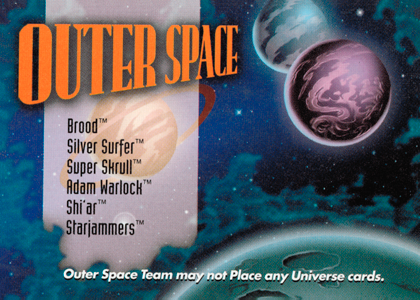 OUTER SPACE
Brood™
Silver Surfer™
Super Skrull™
Adam Warlock™
Shi'ar™
Starjammers™
Outer Space Team may not Place any Universe cards.